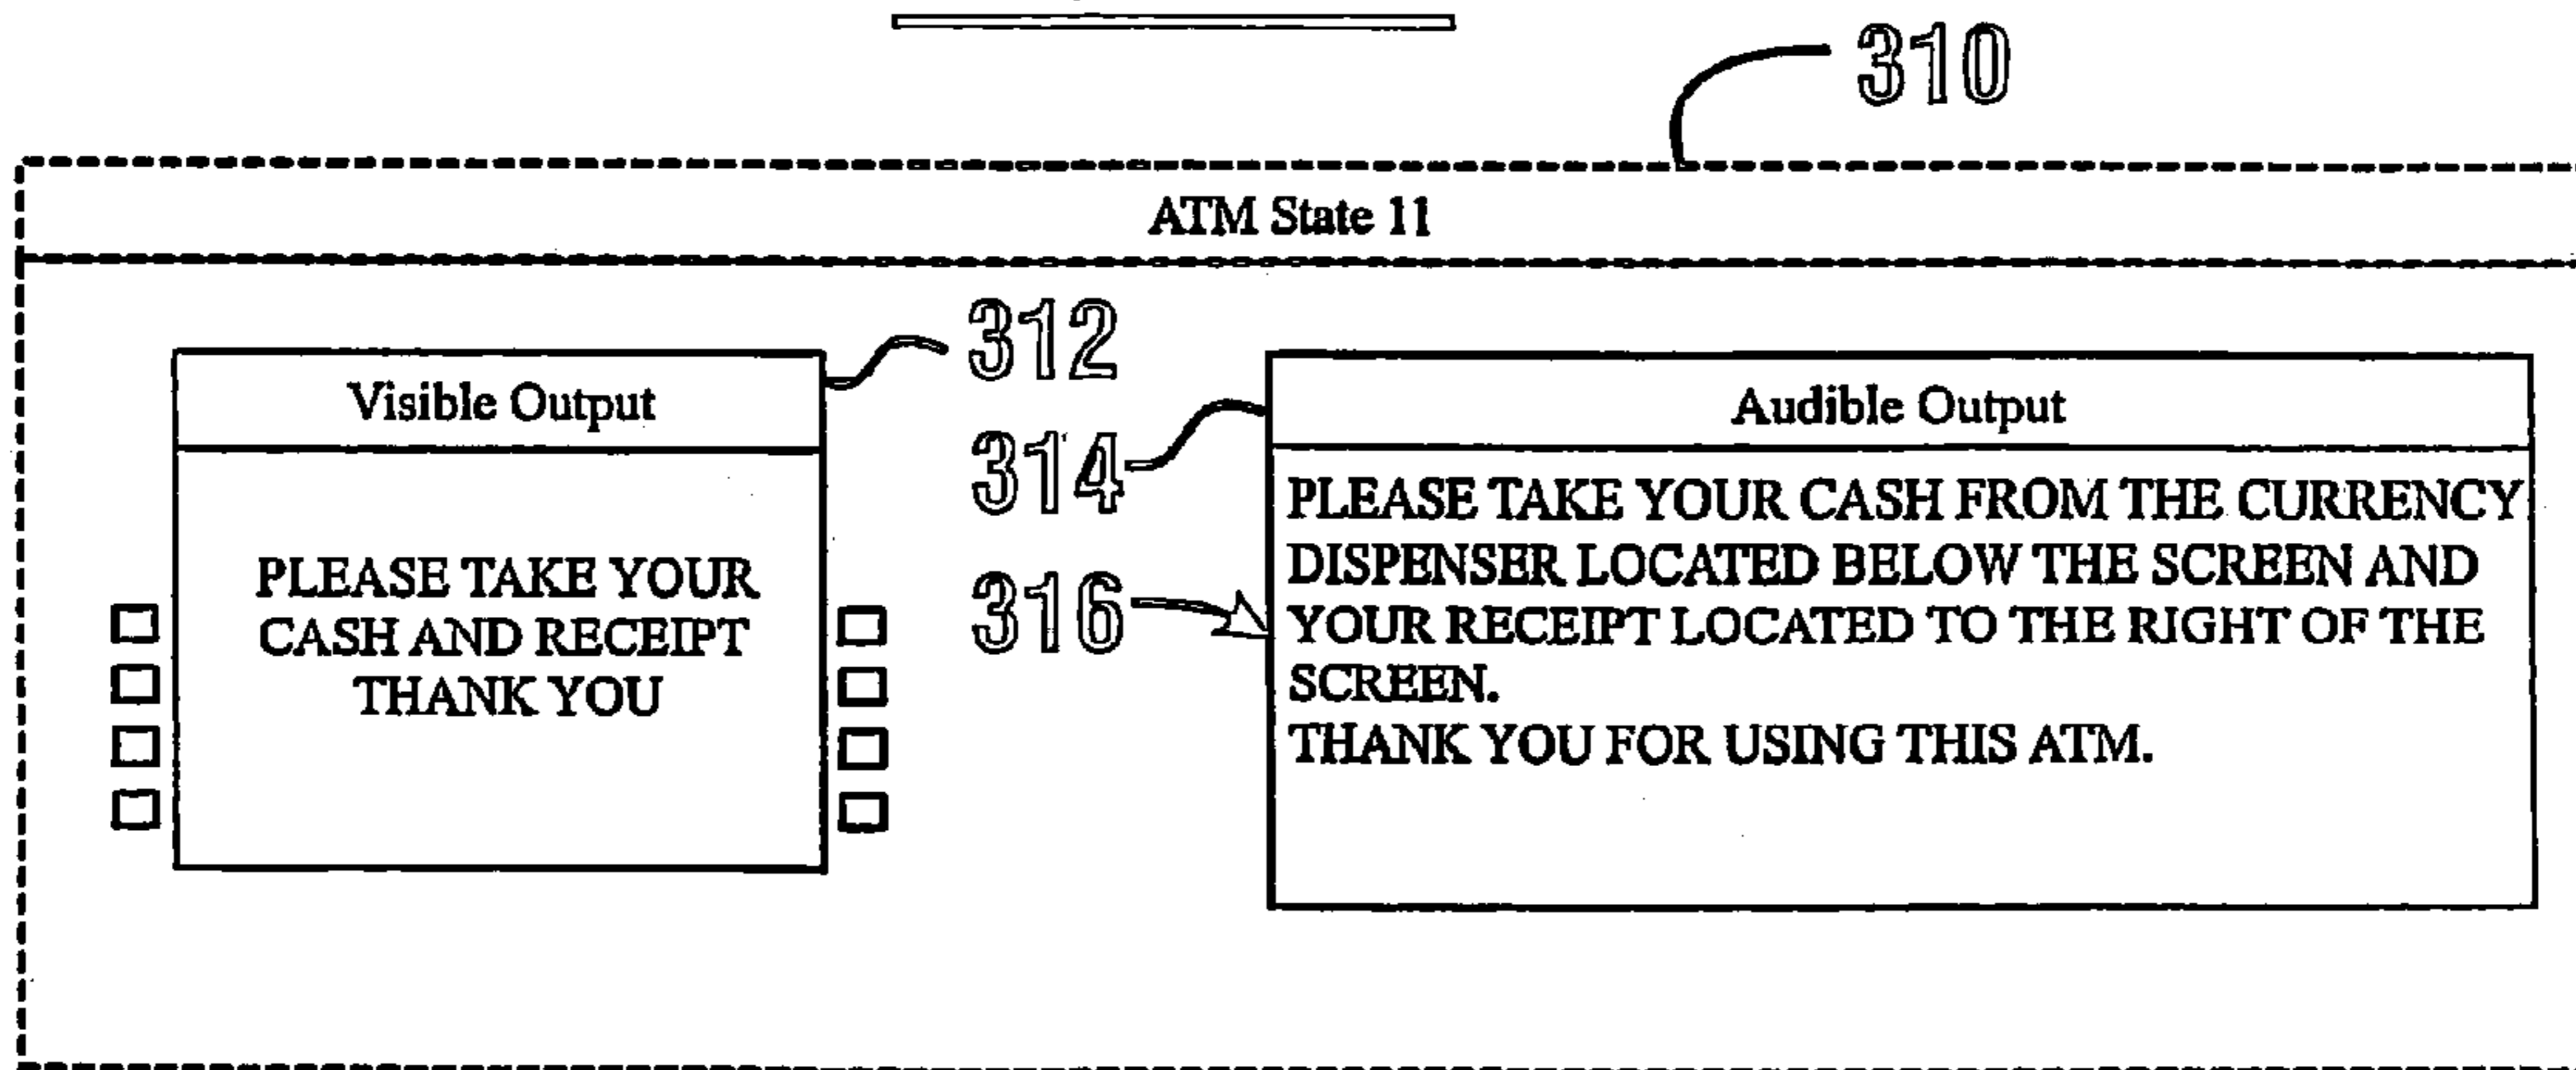 310
ATM State 11
312
Visible Output
PLEASE TAKE YOUR
CASH AND RECEIPT
THANK YOU
314
Audible Output
316
PLEASE TAKE YOUR CASH FROM THE CURRENCY
DISPENSER LOCATED BELOW THE SCREEN AND
YOUR RECEIPT LOCATED TO THE RIGHT OF THE
SCREEN.
THANK YOU FOR USING THIS ATM.